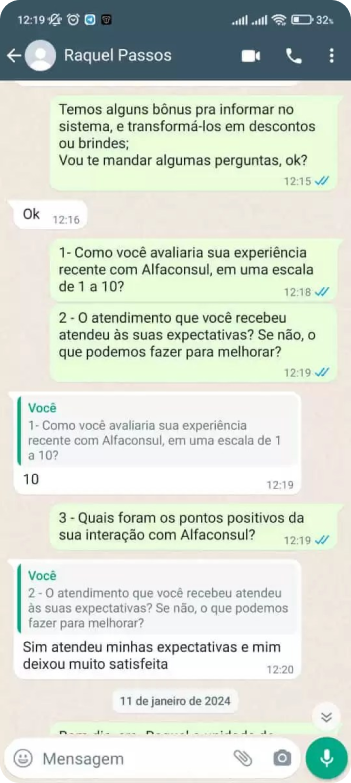 12:19
32%
Raquel Passos
Temos alguns bônus pra informar no
sistema, e transformá-los em descontos
ou brindes;
Vou te mandar algumas perguntas, ok?
12:15
Ok
12:16
1- Como você avaliaria sua experiência
recente com Alfaconsul, em uma escala
de 1 a 10?
12:18
2 - O atendimento que você recebeu
atendeu às suas expectativas? Se não, o
que podemos fazer para melhorar?
12:19
Você
1- Como você avaliaria sua experiência
recente com Alfaconsul, em uma escala de 1
a 10?
10
12:19
3 - Quais foram os pontos positivos da
sua interação com Alfaconsul?
12:19
Você
2 - O atendimento que você recebeu atendeu
às suas expectativas? Se não, o que podemos
fazer para melhorar?
Sim atendeu minhas expectativas e mim
deixou muito satisfeita
12:20
11 de janeiro de 2024
Mensagem